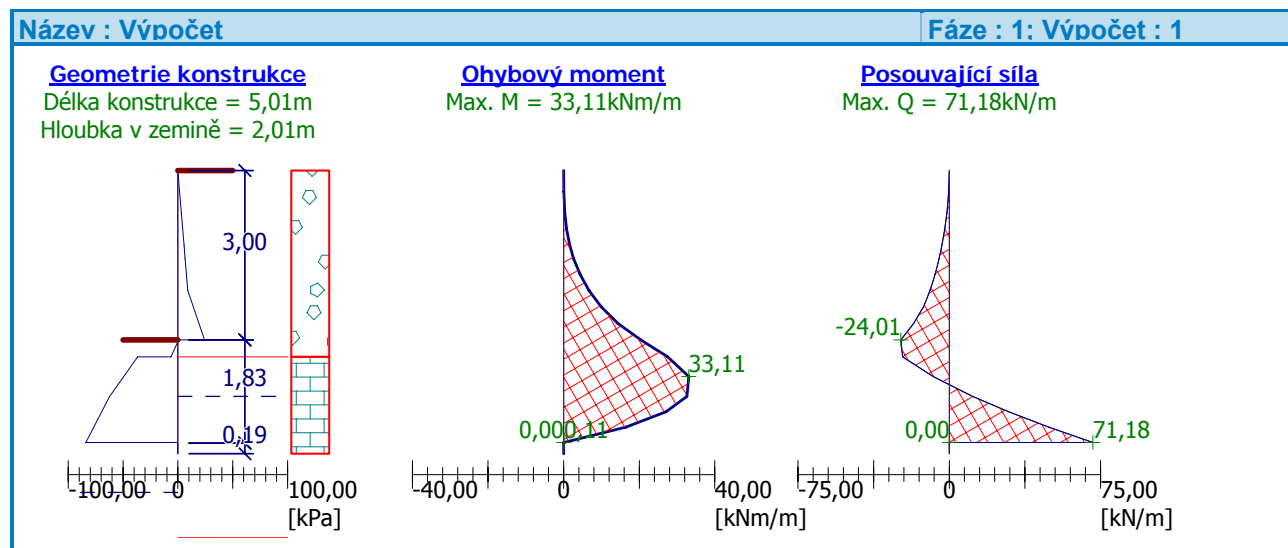 Název : Výpočet
Fáze : 1; Výpočet : 1
Geometrie konstrukce
Délka konstrukce = 5,01m
Hloubka v zemině = 2,01m
3,00
1,83
0,19
-100,00
0
100,00
[kPa]
Ohybový moment
Max. M = 33,11kNm/m
33,11
0,000,11
-40,00
0
40,00
[kNm/m]
Posouvající síla
Max. Q = 71,18kN/m
-24,01
0,00
71,18
-75,00
0
75,00
[kN/m]